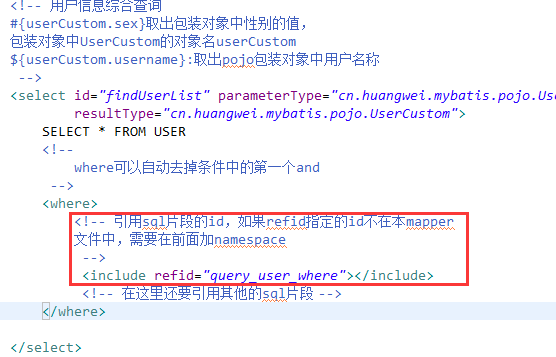 <!-- 用户信息综合查询
#{userCustom.sex}取出包装对象中性别的值,
包装对象中UserCustom的对象名userCustom
${userCustom.username}:取出pojo包装对象中用户名称
-->
<select id="findUserList" parameterType="cn.huangwei.mybatis.pojo.Use
resultType="cn.huangwei.mybatis.pojo.UserCustom">
SELECT * FROM USER
<!--
where可以自动去掉条件中的第一个and
-->
<where>
<!-- 引用sql片段的id，如果refid指定的id不在本mapper
文件中，需要在前面加namespace
-->
<include refid="query_user_where"></include>
<!-- 在这里还要引用其他的sql片段 -->
</where>
</select>